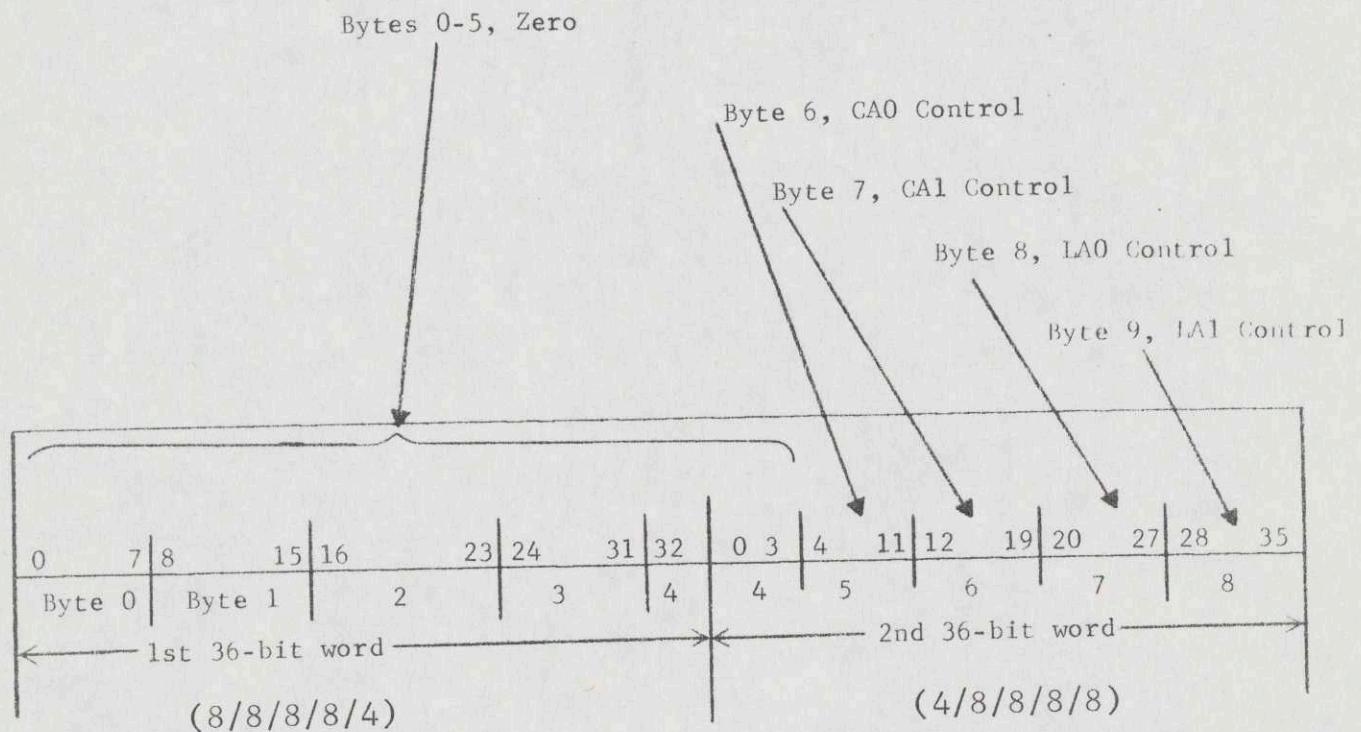 Bytes 0-5, Zero
Byte 6, CA0 Control
Byte 7, CA1 Control
Byte 8, LA0 Control
Byte 9, LA1 Control
0 7 8 15 16 23 24 31 32 0 3 4 11 12 19 20 27 28 35
Byte 0 Byte 1 2 3 4 4 5 6 7 8
1st 36-bit word 2nd 36-bit word
(8/8/8/8/4) (4/8/8/8/8)